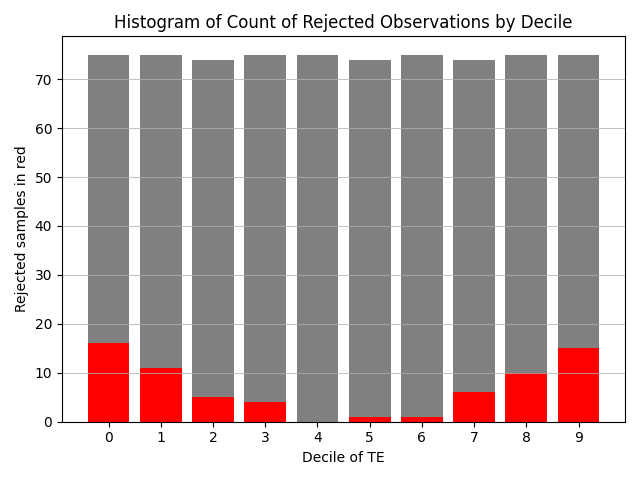 Histogram of Count of Rejected Observations by Decile
Rejected samples in red
70
60
50
40
30
20
10
0
0 1 2 3 4 5 6 7 8 9
Decile of TE